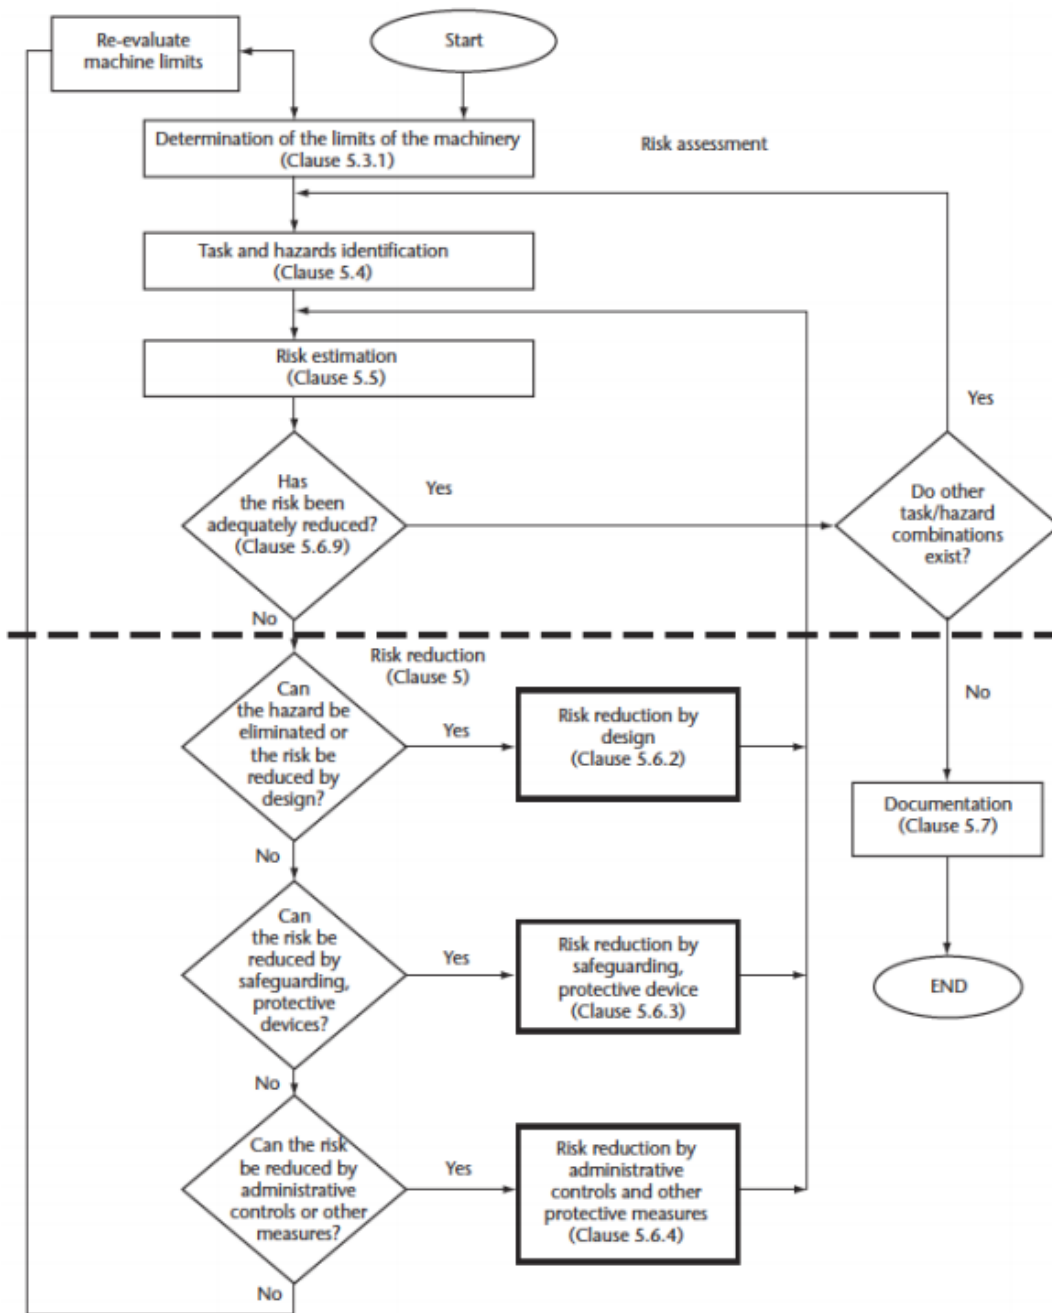 Re-evaluate
machine limits
Start
Determination of the limits of the machinery
(Clause 5.3.1)
Risk assessment
Task and hazards identification
(Clause 5.4)
Risk estimation
(Clause 5.5)
Yes
Has
the risk been
adequately reduced?
(Clause 5.6.9)
Yes
Do other
task/hazard
combinations
exist?
No
Risk reduction
(Clause 5)
Can
the hazard be
eliminated or
the risk be
reduced by
design?
Yes
Risk reduction by
design
(Clause 5.6.2)
No
Documentation
(Clause 5.7)
No
Can
the risk be
reduced by
safeguarding,
protective
devices?
Yes
Risk reduction by
safeguarding,
protective device
(Clause 5.6.3)
END
No
Can the risk
be reduced by
administrative
controls or other
measures?
Yes
Risk reduction by
administrative
controls and other
protective measures
(Clause 5.6.4)
No